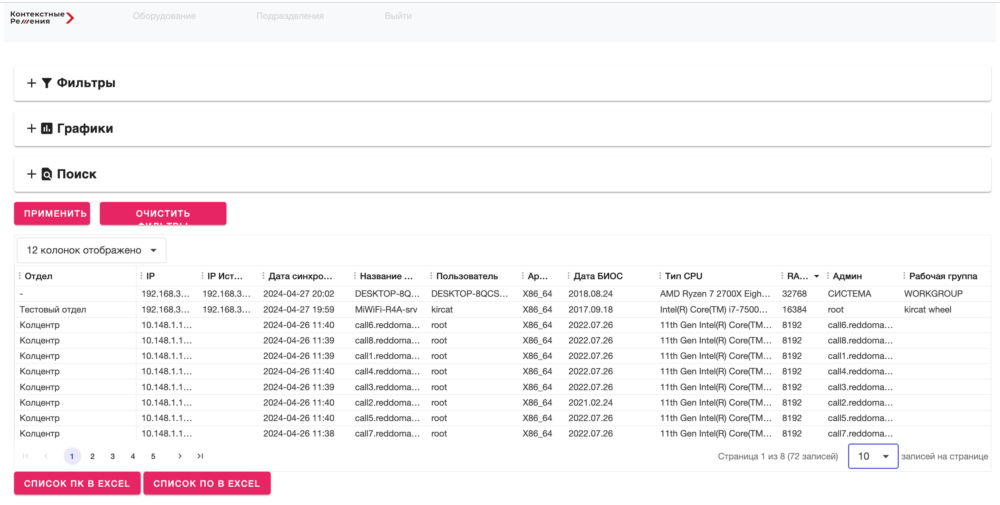 Контекстные
Решения
Оборудование Подразделения Выйти
Фильтры
Графики
Поиск
ПРИМЕНИТЬ ОЧИСТИТЬ
ФИЛЬТРЫ
12 колонок отображено
Отдел IP IP Ист... Дата синхро... Название ... Пользователь Ар... Дата БИОС Тип CPU RA... Админ Рабочая группа
- 192.168.3... 192.168.3... 2024-04-27 20:02 DESKTOP-8Q... DESKTOP-8QCS... X86_64 2018.08.24 AMD Ryzen 7 2700X Eigh... 32768 СИСТЕМА WORKGROUP
Тестовый отдел 192.168.3... 192.168.3... 2024-04-27 19:59 MiWiFi-R4A-srv kircat X86_64 2017.09.18 Intel(R) Core(TM) i7-7500... 16384 root kircat wheel
Колцентр 10.148.1.1... 2024-04-26 11:40 call6.reddoma... root X86_64 2022.07.26 11th Gen Intel(R) Core(TM... 8192 call6.reddoma...
Колцентр 10.148.1.1... 2024-04-26 11:39 call8.reddoma... root X86_64 2022.07.26 11th Gen Intel(R) Core(TM... 8192 call8.reddoma...
Колцентр 10.148.1.1... 2024-04-26 11:39 call1.reddoma... root X86_64 2022.07.26 11th Gen Intel(R) Core(TM... 8192 call1.reddoma...
Колцентр 10.148.1.1... 2024-04-26 11:40 call4.reddoma... root X86_64 2022.07.26 11th Gen Intel(R) Core(TM... 8192 call4.reddoma...
Колцентр 10.148.1.1... 2024-04-26 11:39 call3.reddoma... root X86_64 2022.07.26 11th Gen Intel(R) Core(TM... 8192 call3.reddoma...
Колцентр 10.148.1.1... 2024-04-26 11:40 call2.reddoma... root X86_64 2021.02.24 11th Gen Intel(R) Core(TM... 8192 call2.reddoma...
Колцентр 10.148.1.1... 2024-04-26 11:40 call5.reddoma... root X86_64 2022.07.26 11th Gen Intel(R) Core(TM... 8192 call5.reddoma...
Колцентр 10.148.1.1... 2024-04-26 11:38 call7.reddoma... root X86_64 2022.07.26 11th Gen Intel(R) Core(TM... 8192 call7.reddoma...
1 2 3 4 5 Страница 1 из 8 (72 записей) 10 записей на странице
СПИСОК ПК В EXCEL СПИСОК ПО В EXCEL